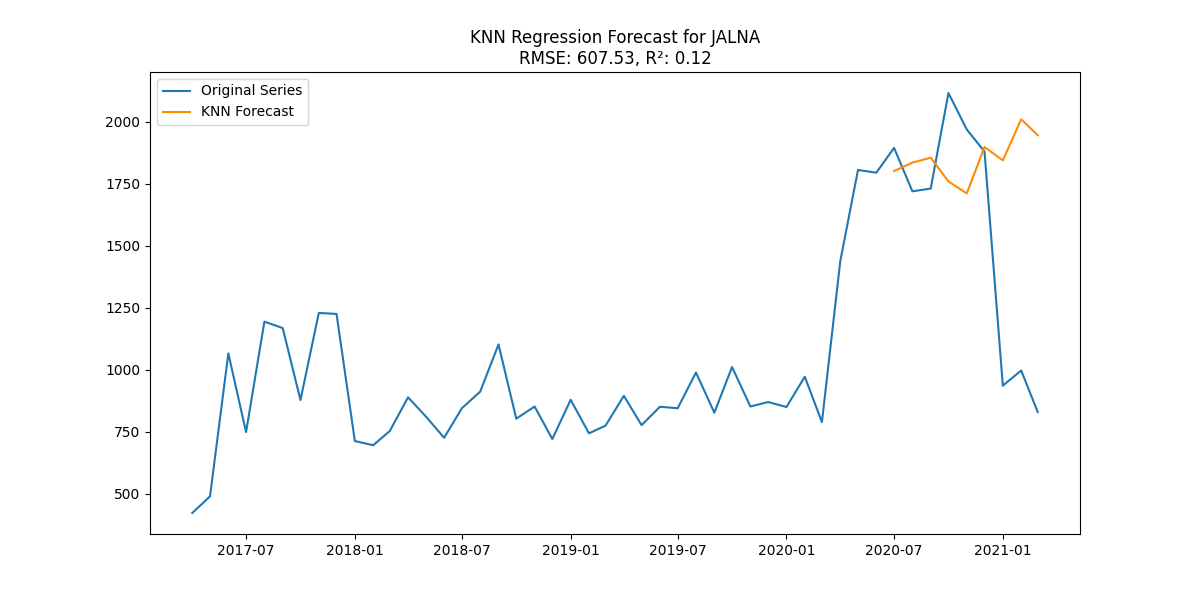 KNN Regression Forecast for JALNA
RMSE: 607.53, R²: 0.12
Original Series
KNN Forecast
2000
1750
1500
1250
1000
750
500
2017-07 2018-01 2018-07 2019-01 2019-07 2020-01 2020-07 2021-01